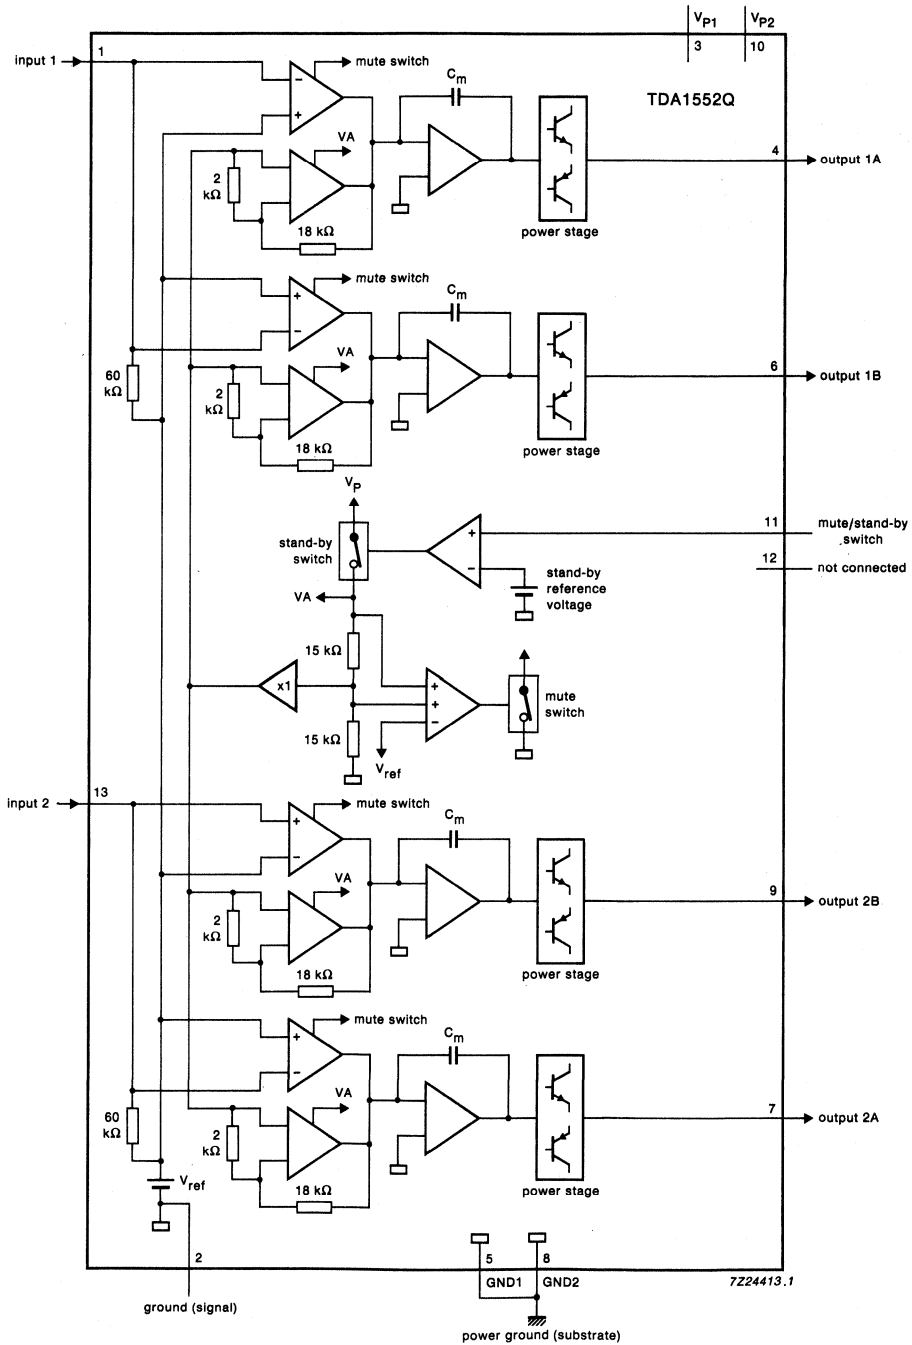 VP1
VP2
3
10
input 1
1
mute switch
Cm
TDA1552Q
−
+
VA
4
output 1A
2
kΩ
18 kΩ
power stage
mute switch
Cm
+
−
VA
6
output 1B
60
kΩ
2
kΩ
18 kΩ
power stage
VP
11
mute/stand-by
switch
stand-by
switch
+
−
12
not connected
stand-by
reference
voltage
VA
15 kΩ
x1
+
+
−
mute
switch
15 kΩ
Vref
input 2
13
mute switch
Cm
+
−
VA
9
output 2B
2
kΩ
18 kΩ
power stage
mute switch
Cm
+
−
VA
7
output 2A
60
kΩ
2
kΩ
18 kΩ
power stage
Vref
2
5
8
GND1
GND2
7Z24413.1
ground (signal)
power ground (substrate)